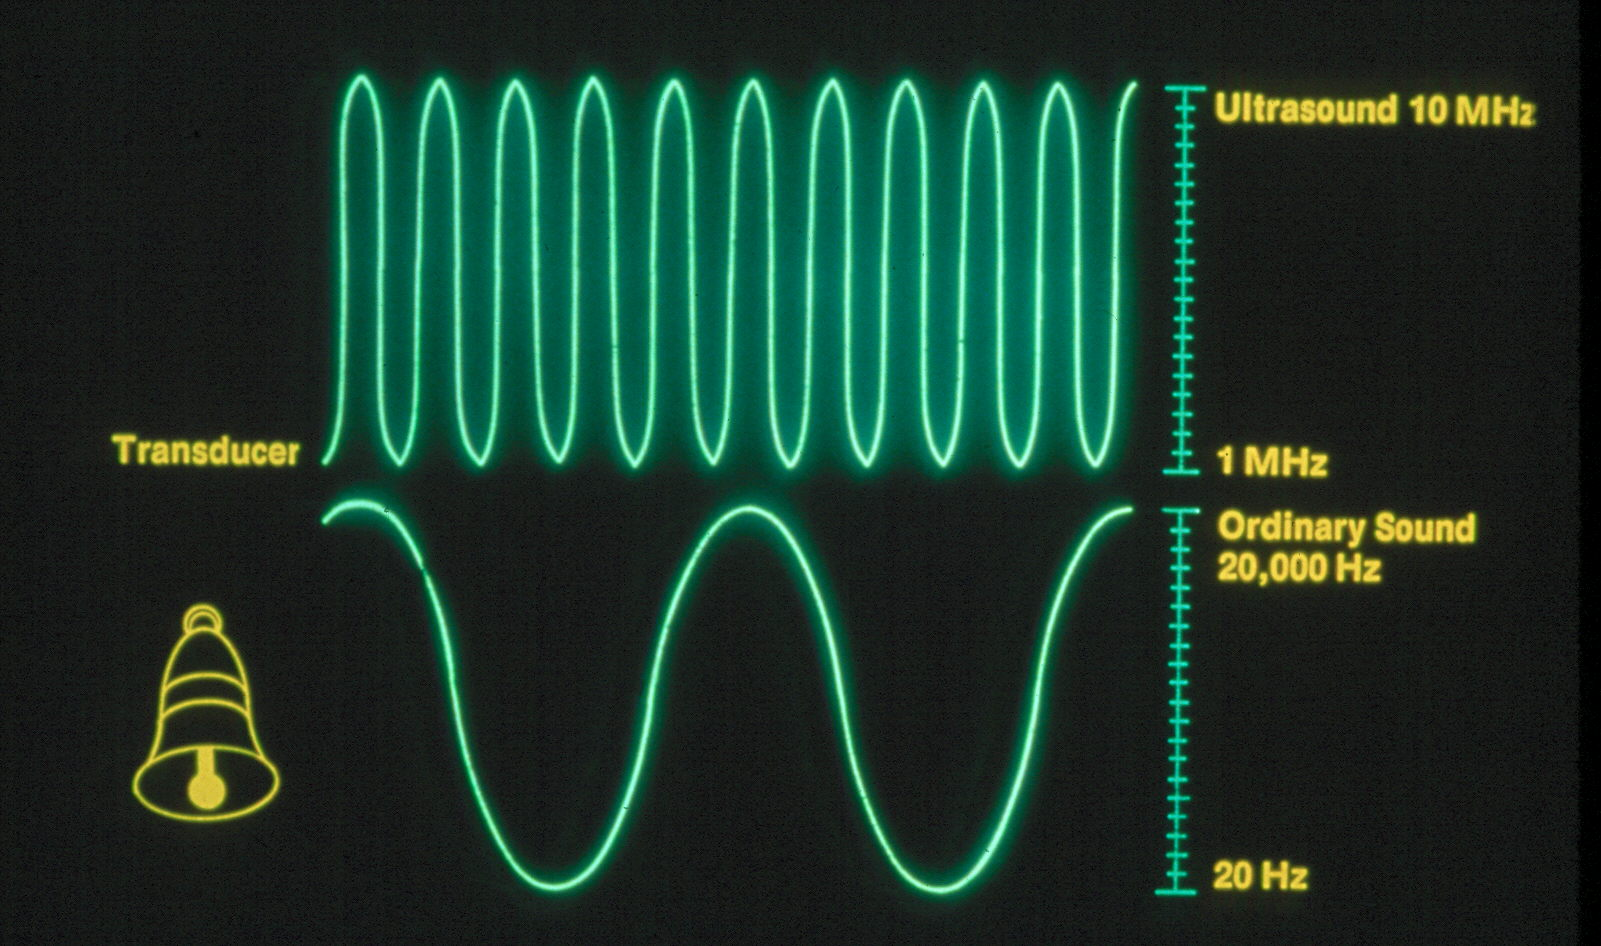 Ultrasound 10 MHz
Transducer
1 MHz
Ordinary Sound
20,000 Hz
20 Hz